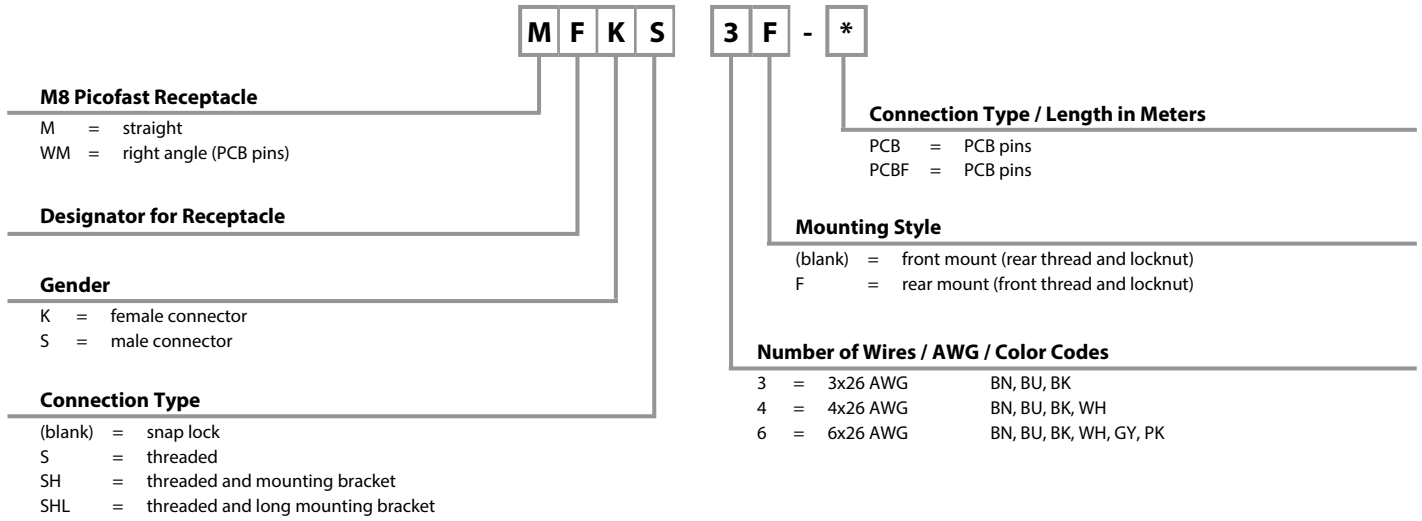 M F K S 3 F - *
M8 Picofast Receptacle
M = straight
WM = right angle (PCB pins)
Designator for Receptacle
Gender
K = female connector
S = male connector
Connection Type
(blank) = snap lock
S = threaded
SH = threaded and mounting bracket
SHL = threaded and long mounting bracket
Connection Type / Length in Meters
PCB = PCB pins
PCBF = PCB pins
Mounting Style
(blank) = front mount (rear thread and locknut)
F = rear mount (front thread and locknut)
Number of Wires / AWG / Color Codes
3 = 3x26 AWG BN, BU, BK
4 = 4x26 AWG BN, BU, BK, WH
6 = 6x26 AWG BN, BU, BK, WH, GY, PK